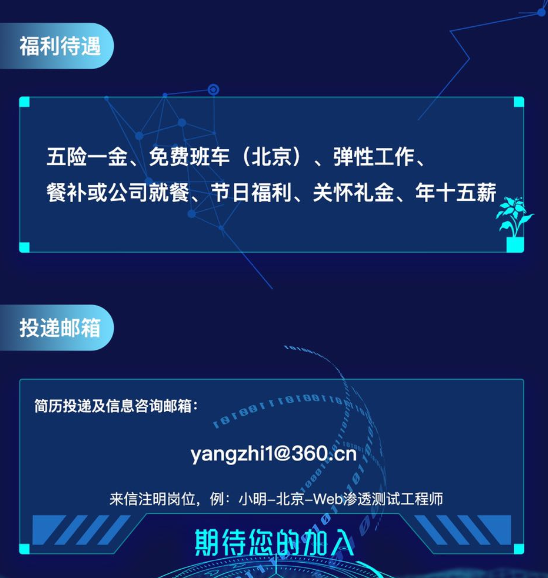 福利待遇
五险一金、免费班车（北京）、弹性工作、
餐补或公司就餐、节日福利、关怀礼金、年十五薪
投递邮箱
简历投递及信息咨询邮箱：
yangzhi1@360.cn
来信注明岗位，例：小明-北京-Web渗透测试工程师
期待您的加入